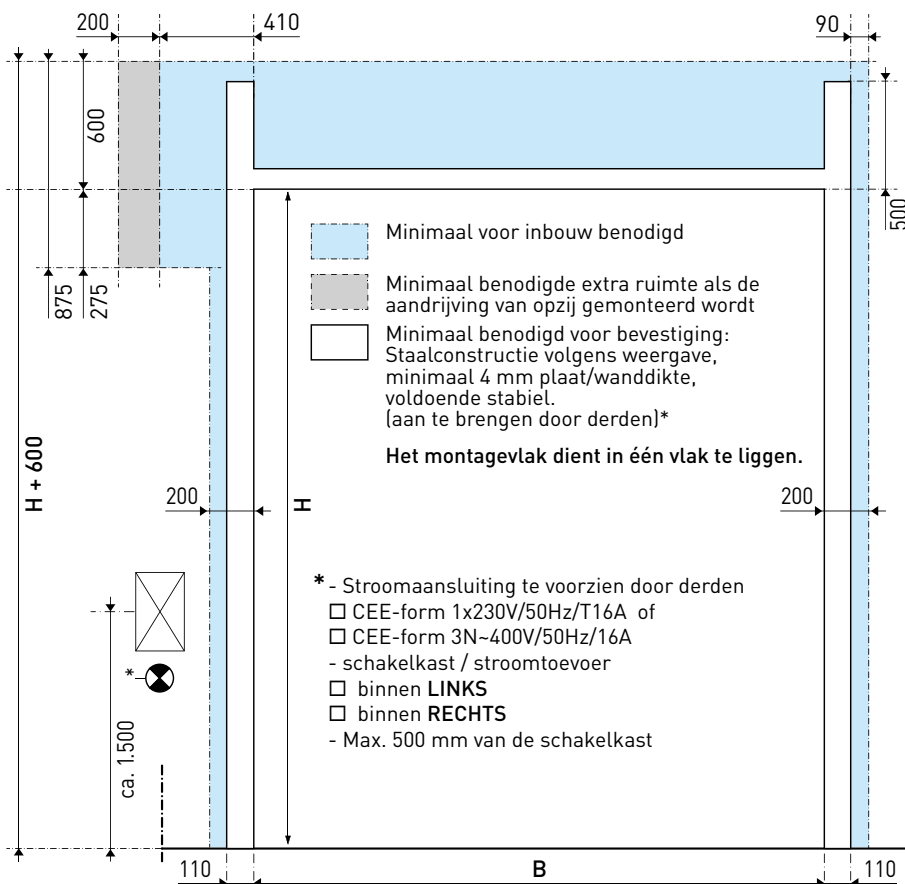 200
410
90
600
500
875
275
Minimaal voor inbouw benodigd
Minimaal benodigde extra ruimte als de
aandrijving van opzij gemonteerd wordt
Minimaal benodigd voor bevestiging:
Staalconstructie volgens weergave,
minimaal 4 mm plaat/wanddikte,
voldoende stabiel.
(aan te brengen door derden)*
Het montagevlak dient in één vlak te liggen.
H + 600
200
H
200
* - Stroomaansluiting te voorzien door derden
☐ CEE-form 1x230V/50Hz/T16A of
☐ CEE-form 3N~400V/50Hz/16A
- schakelkast / stroomtoevoer
☐ binnen LINKS
☐ binnen RECHTS
- Max. 500 mm van de schakelkast
*
ca. 1.500
110
B
110